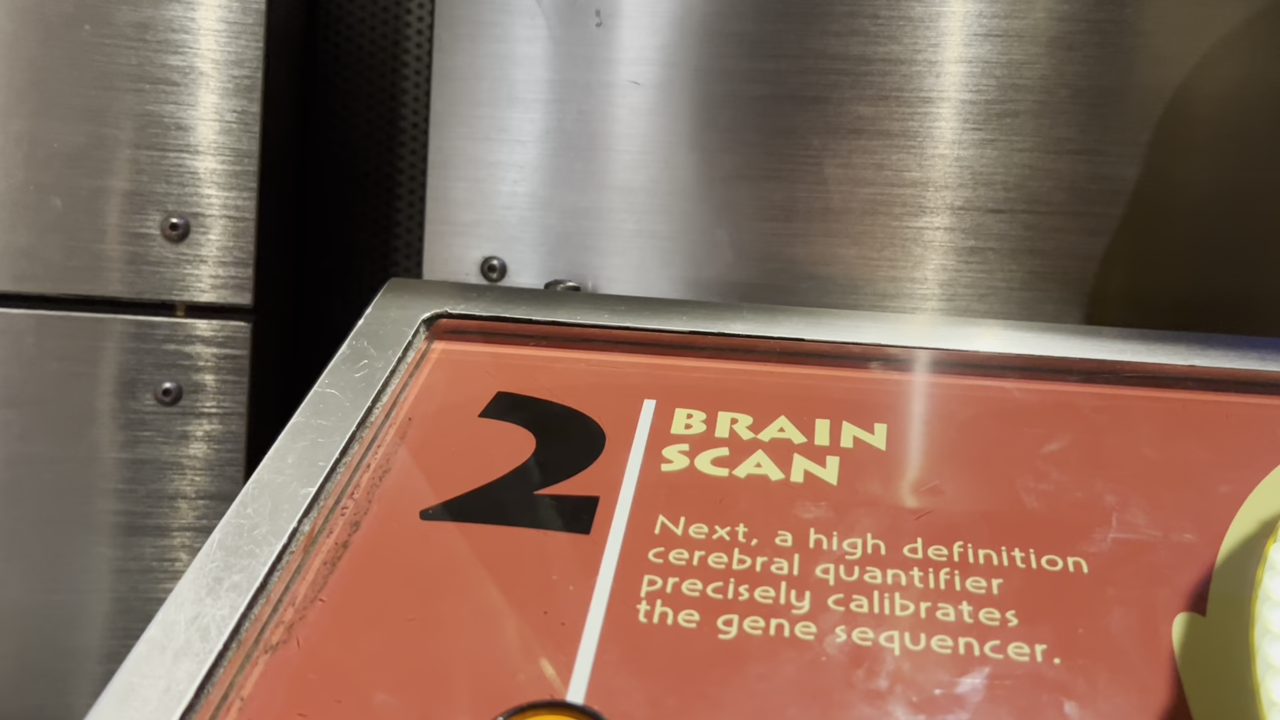 2
BRAIN
SCAN
Next, a high definition
cerebral quantifier
precisely calibrates
the gene sequencer.